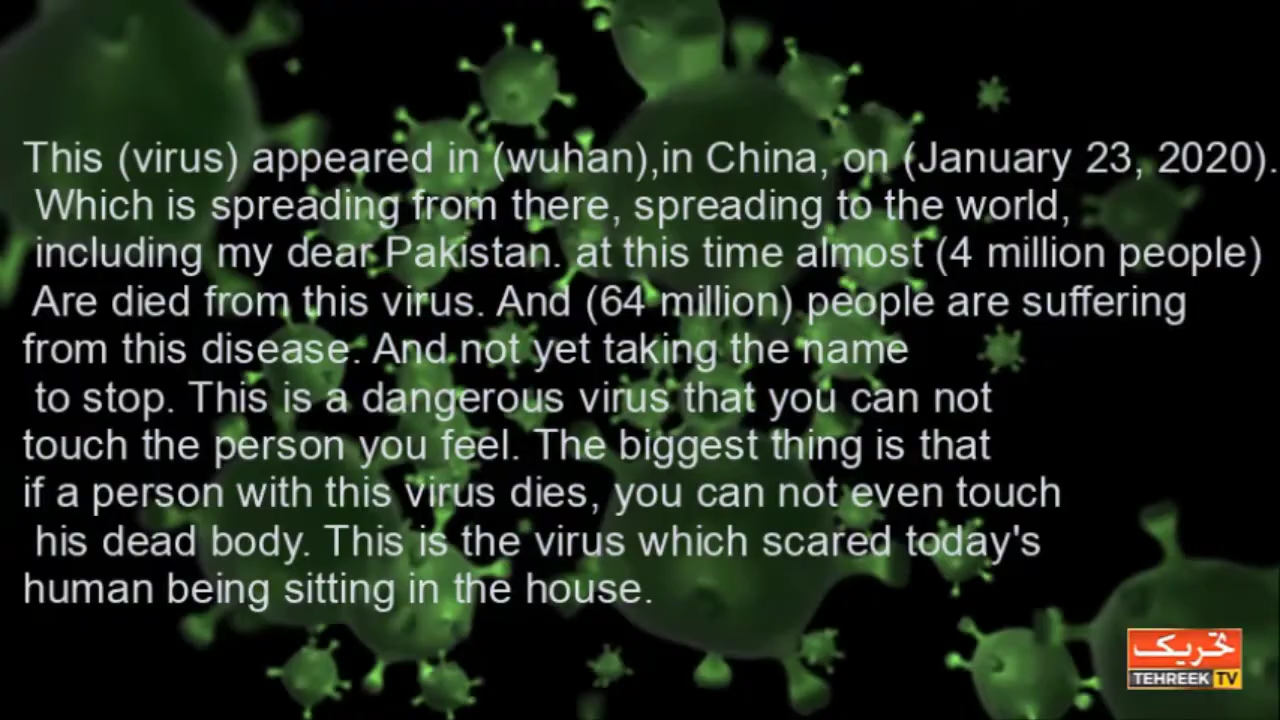 This (virus) appeared in (wuhan),in China, on (January 23, 2020).
Which is spreading from there, spreading to the world,
including my dear Pakistan. at this time almost (4 million people)
Are died from this virus. And (64 million) people are suffering
from this disease. And not yet taking the name
to stop. This is a dangerous virus that you can not
touch the person you feel. The biggest thing is that
if a person with this virus dies, you can not even touch
his dead body. This is the virus which scared today's
human being sitting in the house.
تحریک
TEHREEK TV